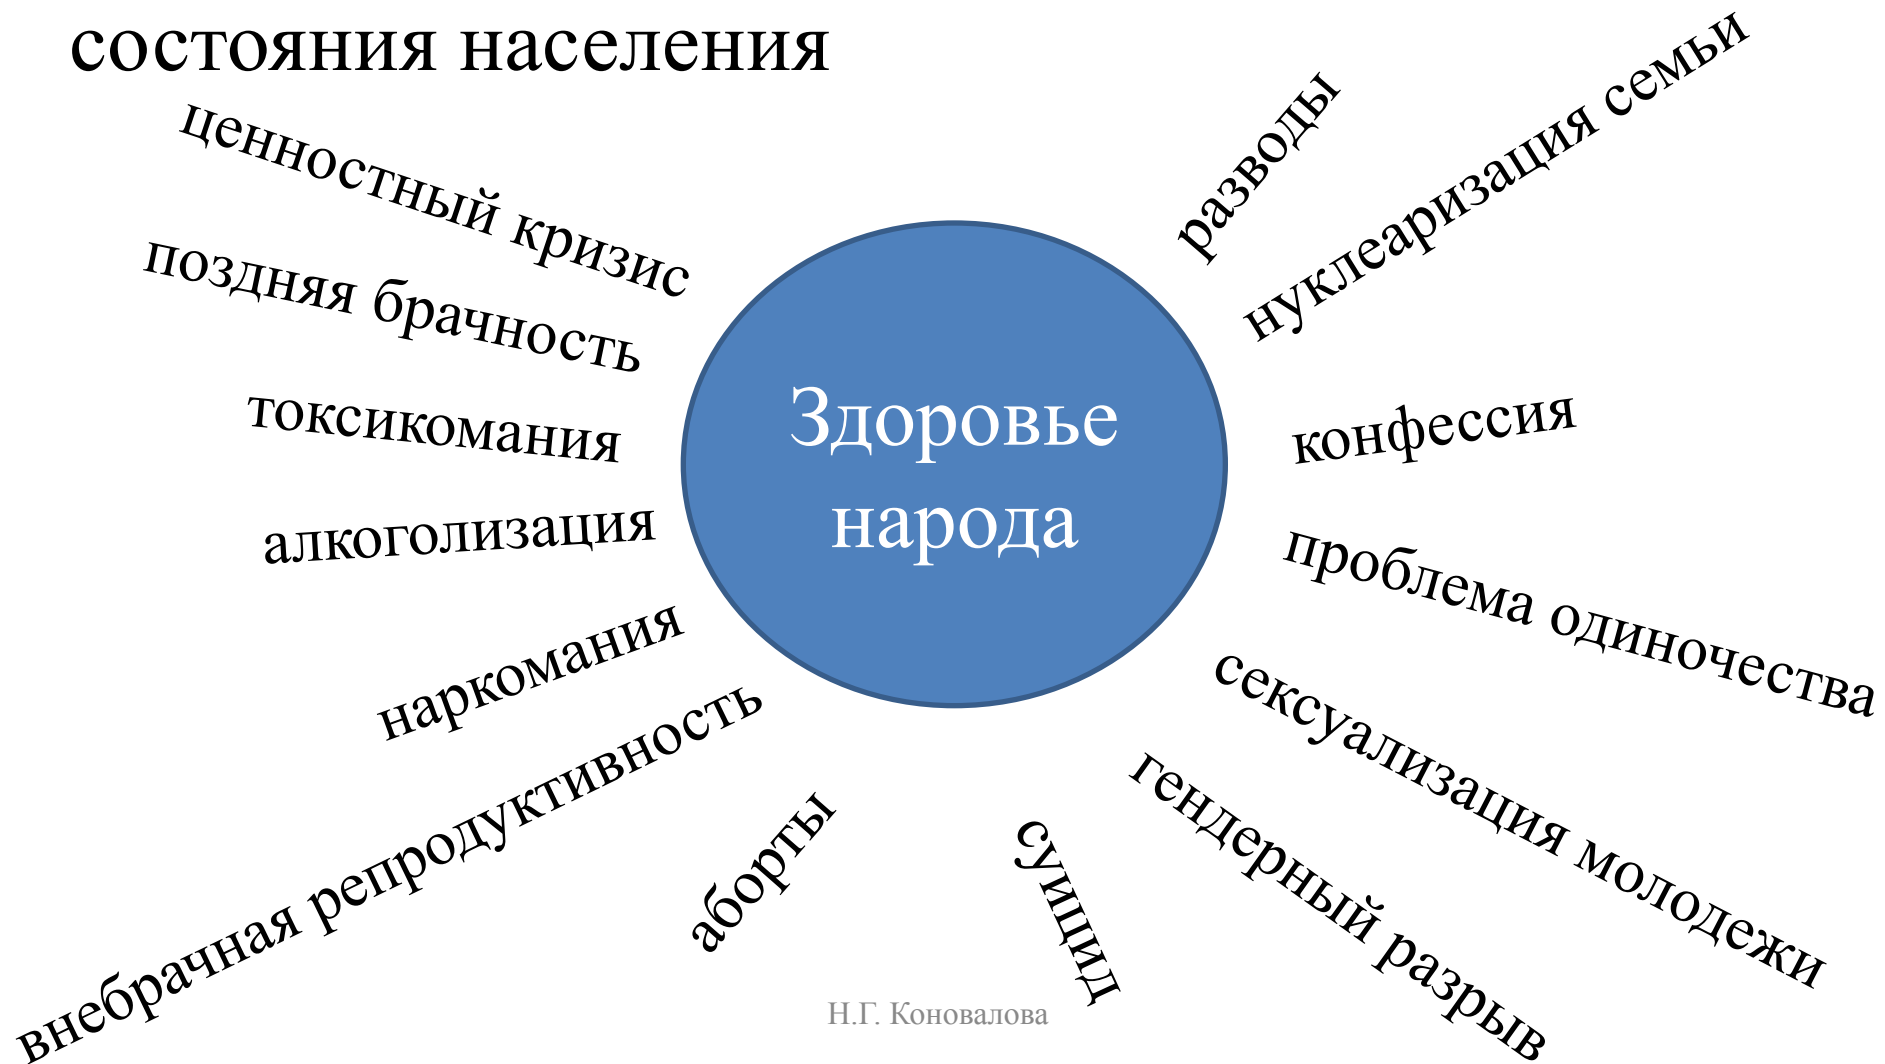 состояния населения
ценностный кризис
поздняя брачность
токсикомания
алкоголизация
наркомания
внебрачная репродуктивность
аборты
суицид
гендерный разрыв
сексуализация молодежи
проблема одиночества
конфессия
нуклеаризация семьи
разводы
Здоровье
народа
Н.Г. Коновалова